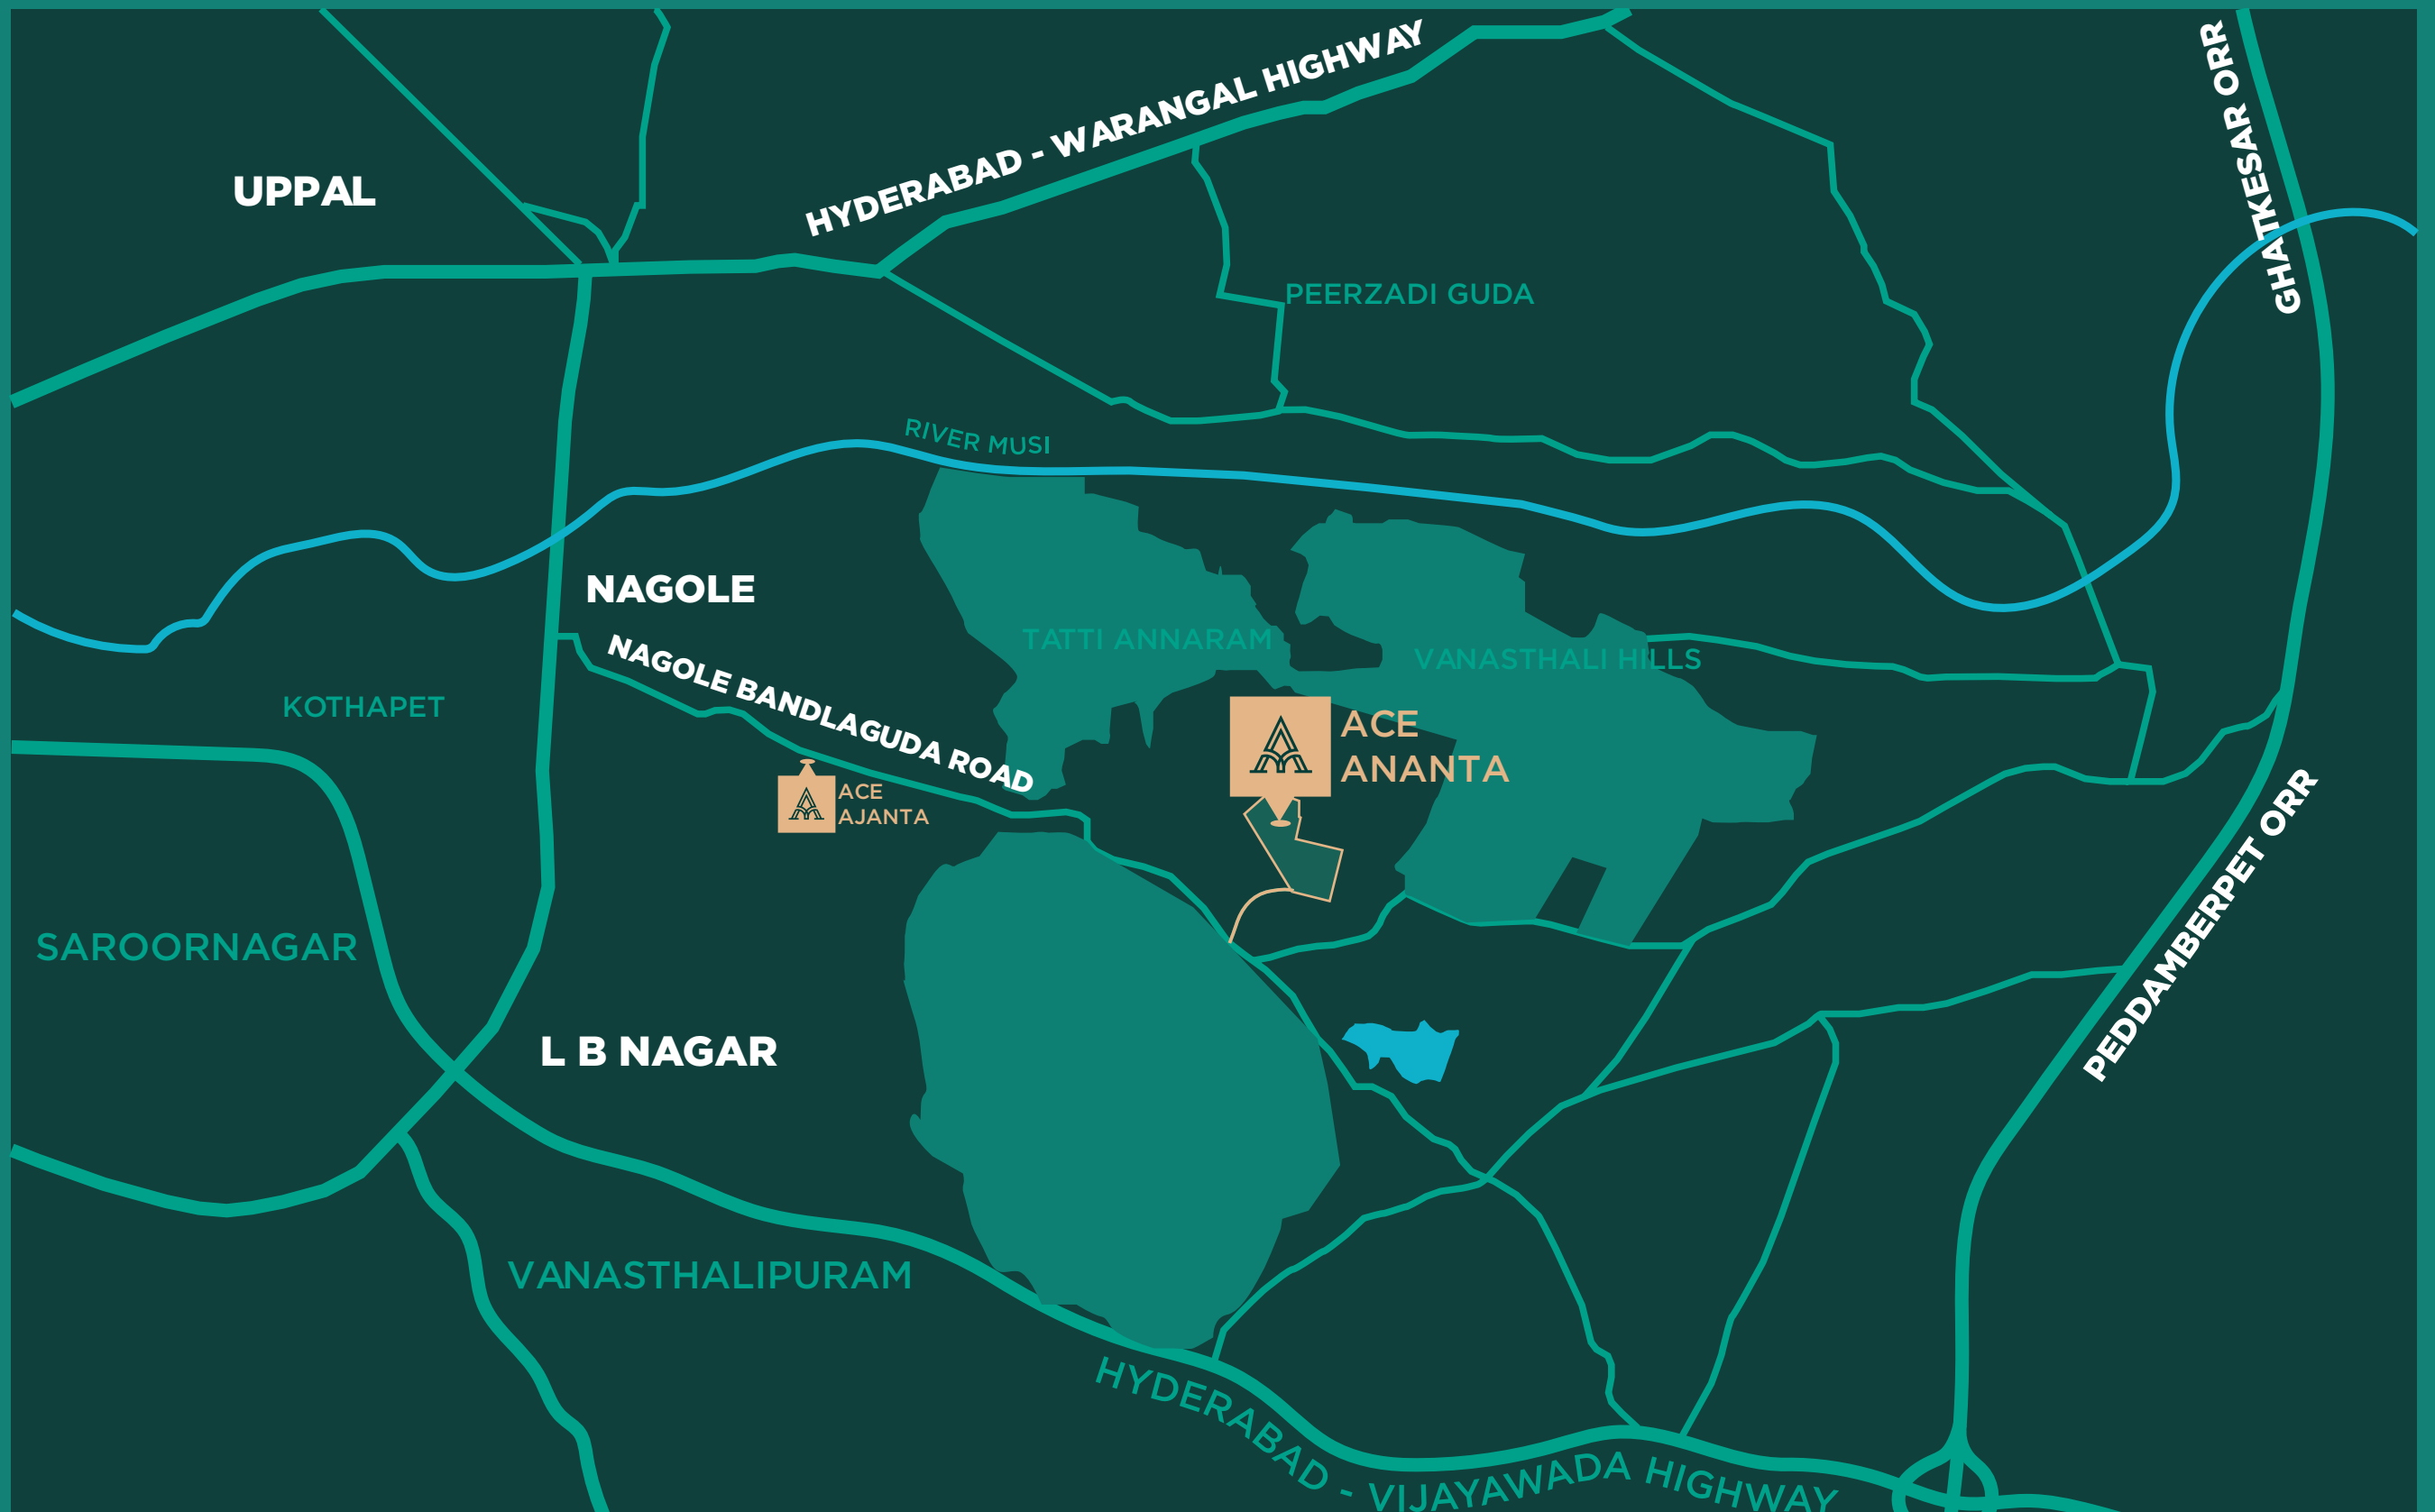 HYDERABAD - WARANGAL HIGHWAY
GHATKESAR ORR
UPPAL
PEERZADI GUDA
RIVER MUSI
NAGOLE
TATTI ANNARAM
VANASTHALI HILLS
NAGOLE BANDLAGUDA ROAD
KOTHAPET
ACE
ANANTA
ACE
AJANTA
PEDDAMBERPET ORR
SAROORNAGAR
L B NAGAR
VANASTHALIPURAM
HYDERABAD - VIJAYAWADA HIGHWAY